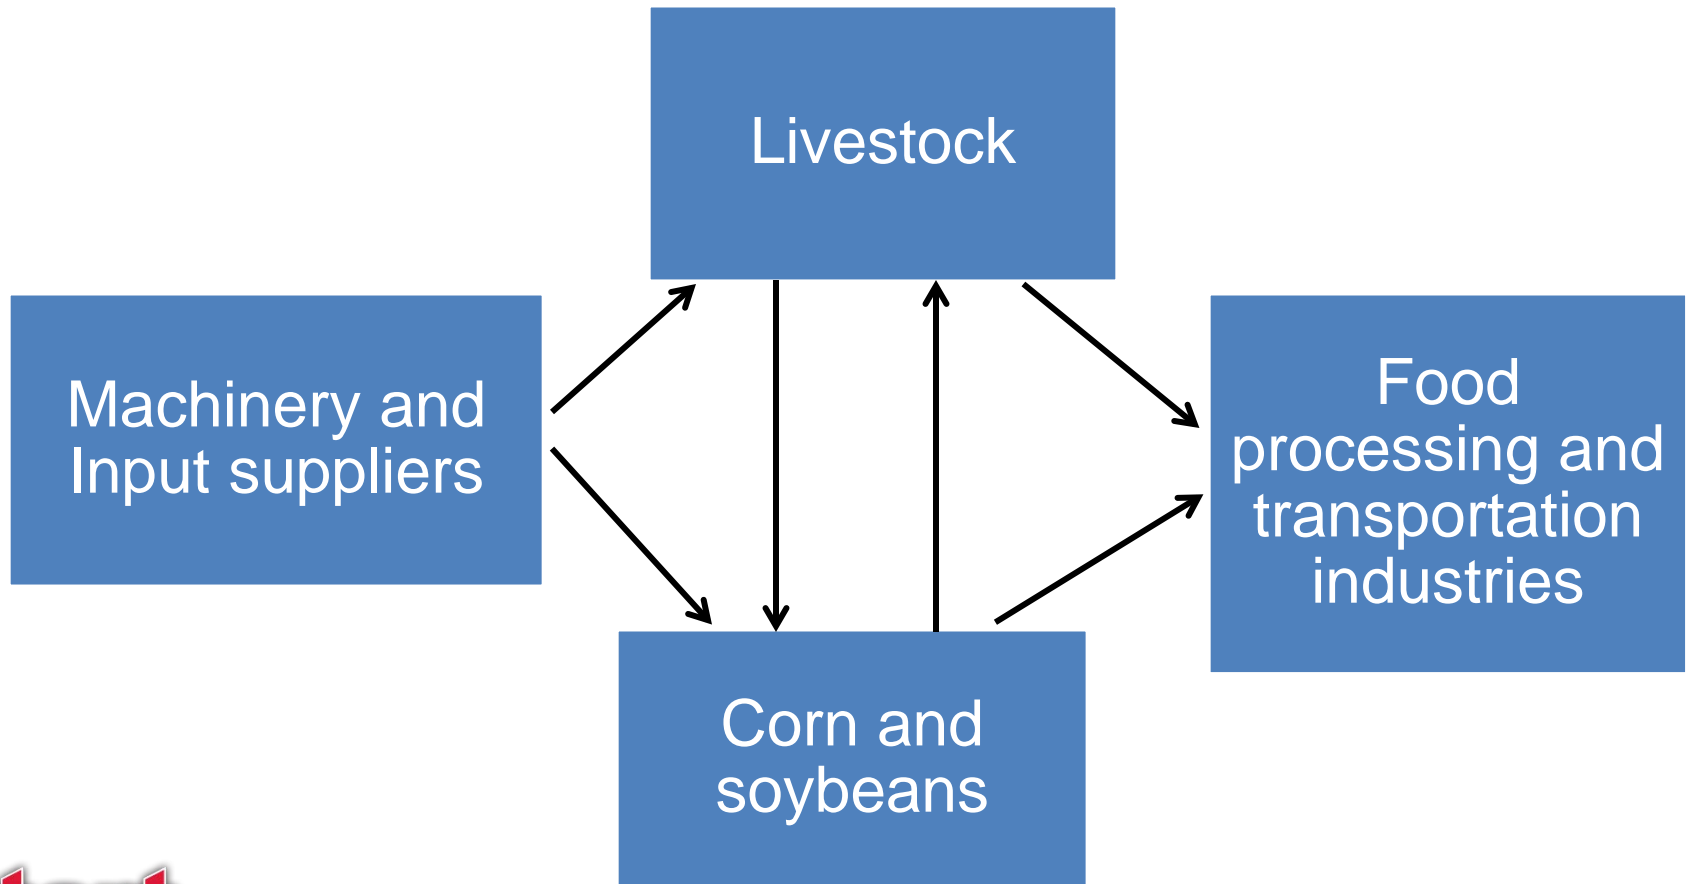 Livestock
Machinery and
Input suppliers
Food
processing and
transportation
industries
Corn and
soybeans